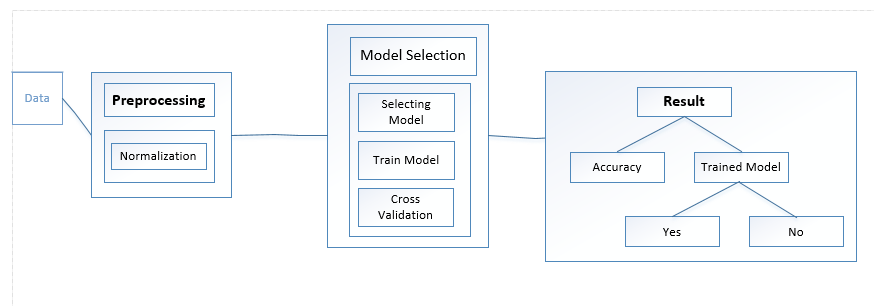 Data
Preprocessing
Normalization
Model Selection
Selecting
Model
Train Model
Cross
Validation
Result
Accuracy
Trained Model
Yes
No